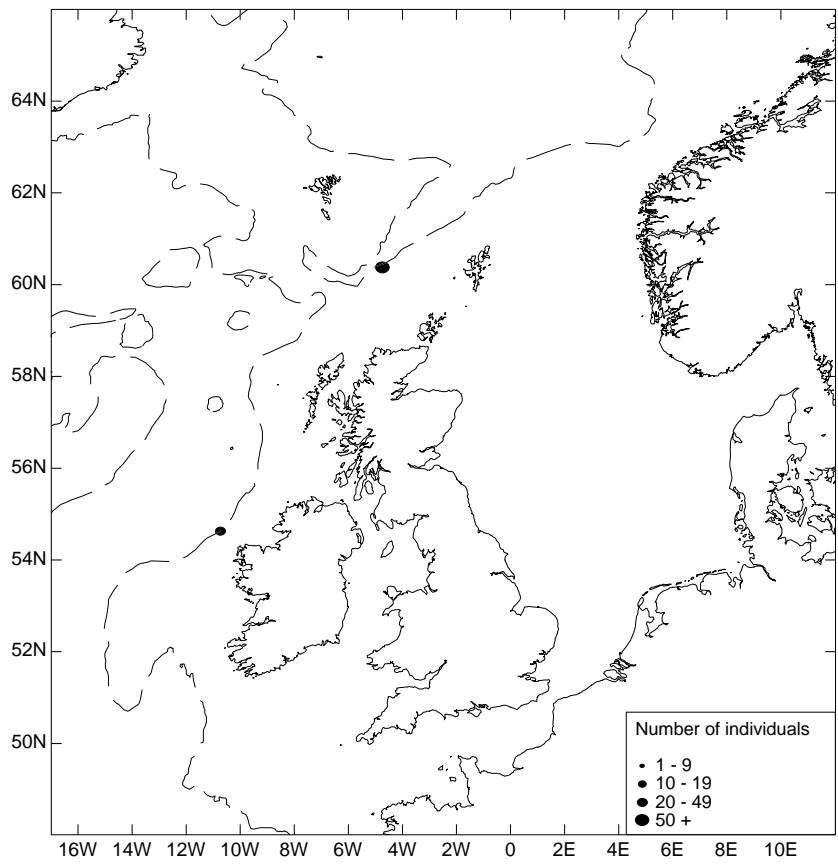 64N
62N
60N
58N
56N
54N
52N
50N
Number of individuals
1 - 9
10 - 19
20 - 49
50 +
16W 14W 12W 10W 8W 6W 4W 2W 0 2E 4E 6E 8E 10E